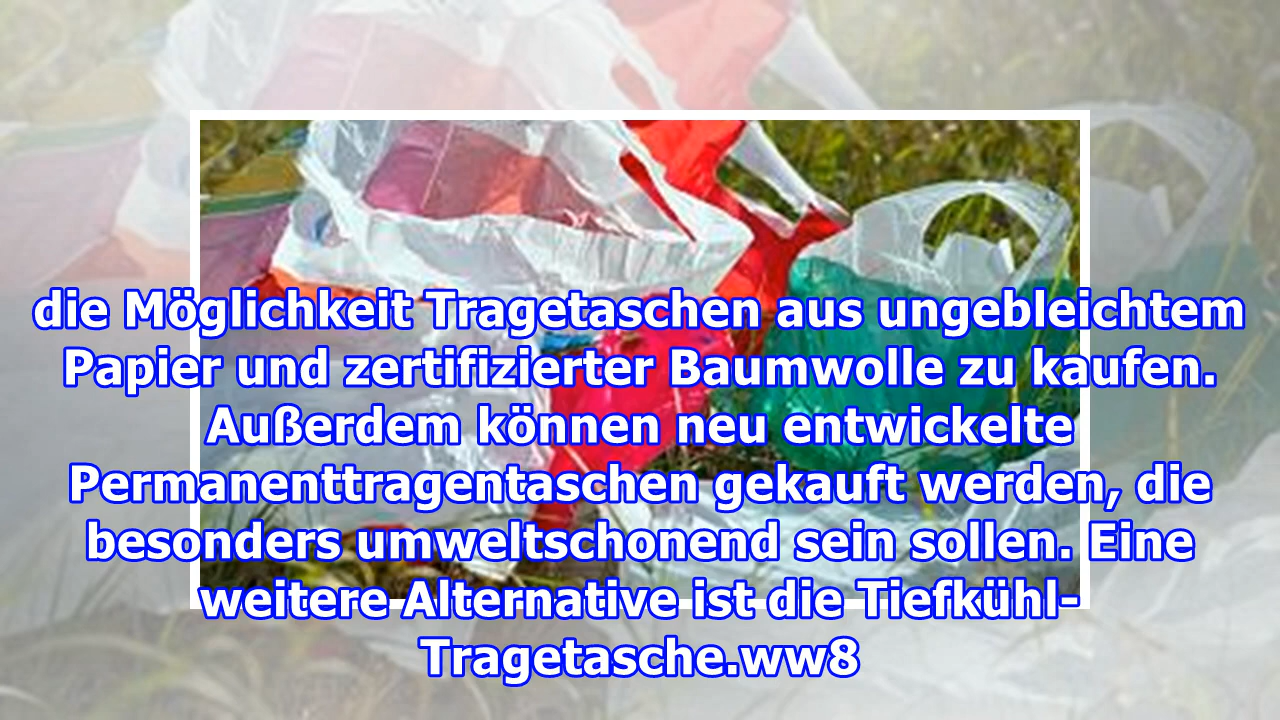 die Möglichkeit Tragetaschen aus ungebleichtem
Papier und zertifizierter Baumwolle zu kaufen.
Außerdem können neu entwickelte
Permanenttragentaschen gekauft werden, die
besonders umweltschonend sein sollen. Eine
weitere Alternative ist die Tiefkühl-
Tragetasche.ww8